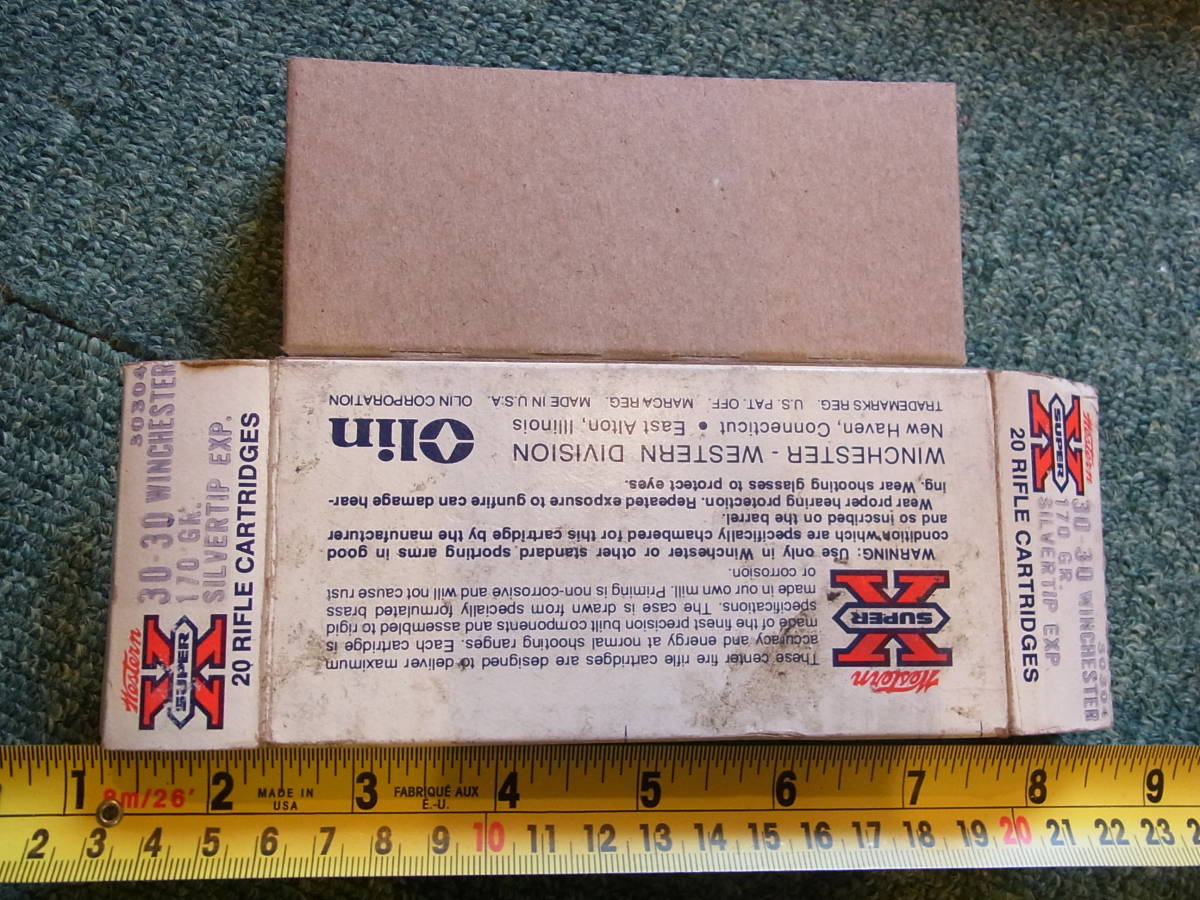 30304
30-30 WINCHESTER
170 GR.
SILVERTIP EXP.
20 RIFLE CARTRIDGES
Western
SUPER
X
Western
SUPER
X
These center fire rifle cartridges are designed to deliver maximum
accuracy and energy at normal shooting ranges. Each cartridge is
made of the finest precision built components and assembled to rigid
specifications. The case is drawn from specially formulated brass
made in our own mill. Priming is non-corrosive and will not cause rust
or corrosion.
WARNING: Use only in Winchester or other standard sporting arms in good
condition which are specifically chambered for this cartridge by the manufacturer
and so inscribed on the barrel.
Wear proper hearing protection. Repeated exposure to gunfire can damage hear-
ing. Wear shooting glasses to protect eyes.
WINCHESTER - WESTERN DIVISION
New Haven, Connecticut • East Alton, Illinois
Olin
TRADEMARKS REG. U.S. PAT. OFF. MARCA REG. MADE IN U.S.A. OLIN CORPORATION
Western
SUPER
X
20 RIFLE CARTRIDGES
30-30 WINCHESTER
170 GR.
SILVERTIP EXP
30304
1 8m/26' 2 MADE IN USA 3 FABRIQUÉ AUX É.-U. 4 5 6 7 8 9
2 3 4 5 6 7 8 9 10 11 12 13 14 15 16 17 18 19 20 21 22 23